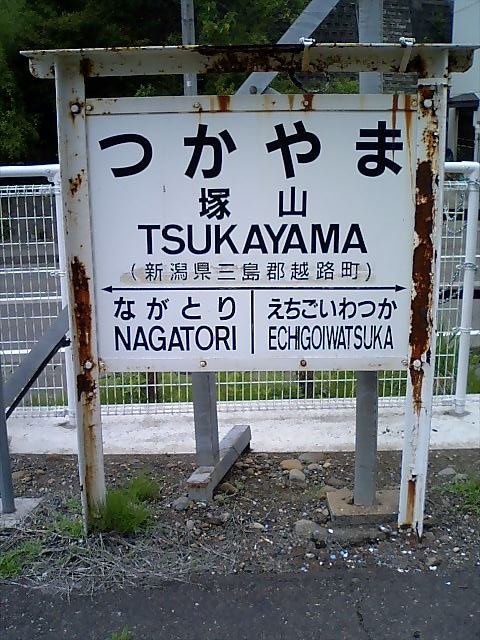 つかやま
塚山
TSUKAYAMA
(新潟県三島郡越路町)
ながとり えちごいわつか
NAGATORI ECHIGOIWATSUKA